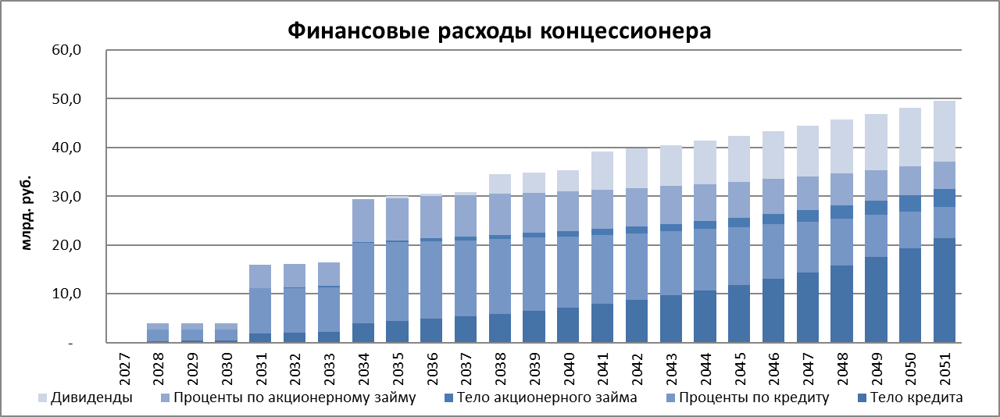 Финансовые расходы концессионера
60,0
50,0
40,0
30,0
20,0
10,0
-
млрд. руб.
2027 2028 2029 2030 2031 2032 2033 2034 2035 2036 2037 2038 2039 2040 2041 2042 2043 2044 2045 2046 2047 2048 2049 2050 2051
Дивиденды Проценты по акционерному займу Тело акционерного займа Проценты по кредиту Тело кредита